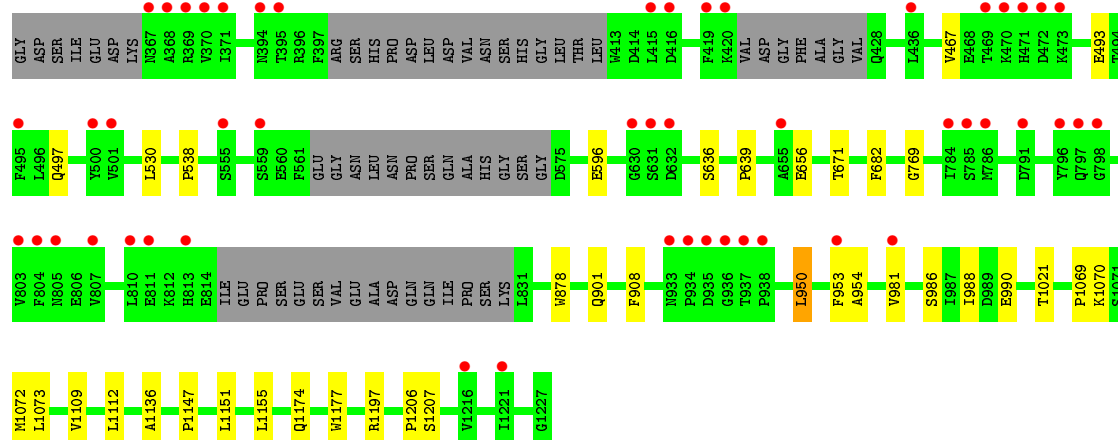 GLY ASP SER ILE GLU ASP LYS N367 A368 R369 V370 I371 N394 T395 R396 F397 ARG SER HIS PRO ASP LEU ASP VAL ASN SER HIS GLY LEU THR LEU W413 D414 L415 D416 F419 K420 VAL ASP GLY PHE ALA GLY VAL Q428 L436 V467 E468 T469 K470 H471 D472 K473 E493 T494
F495 L496 Q497 Y500 V501 L530 P538 S555 S559 E560 F561 GLU GLY ASN LEU ASN PRO SER GLN ALA HIS GLY SER GLY D575 E596 G630 S631 D632 S636 P639 A655 E656 T671 F682 G769 I784 S785 M786 D791 Y796 Q797 G798
V803 F804 N805 E806 V807 L810 E811 K812 H813 E814 ILE GLU PRO SER GLU SER VAL GLU ALA ASP GLN GLN ILE PRO SER LYS L831 W878 Q901 F908 N933 P934 D935 G936 T937 P938 L950 F953 A954 V981 S986 I987 I988 D989 E990 T1021 P1069 K1070 S1071
M1072 L1073 V1109 L1112 A1136 P1147 L1151 L1155 Q1174 W1177 R1197 P1206 S1207 V1216 I1221 G1227